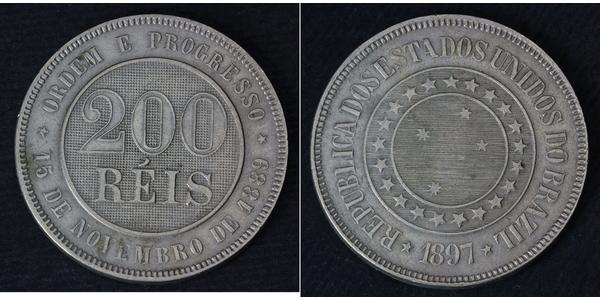 ORDEM E PROGRESSO
200
RÉIS
★ 15 DE NOVEMBRO DE 1889 ★
REPUBLICA DOS ESTADOS UNIDOS DO BRAZIL
★ 1897 ★